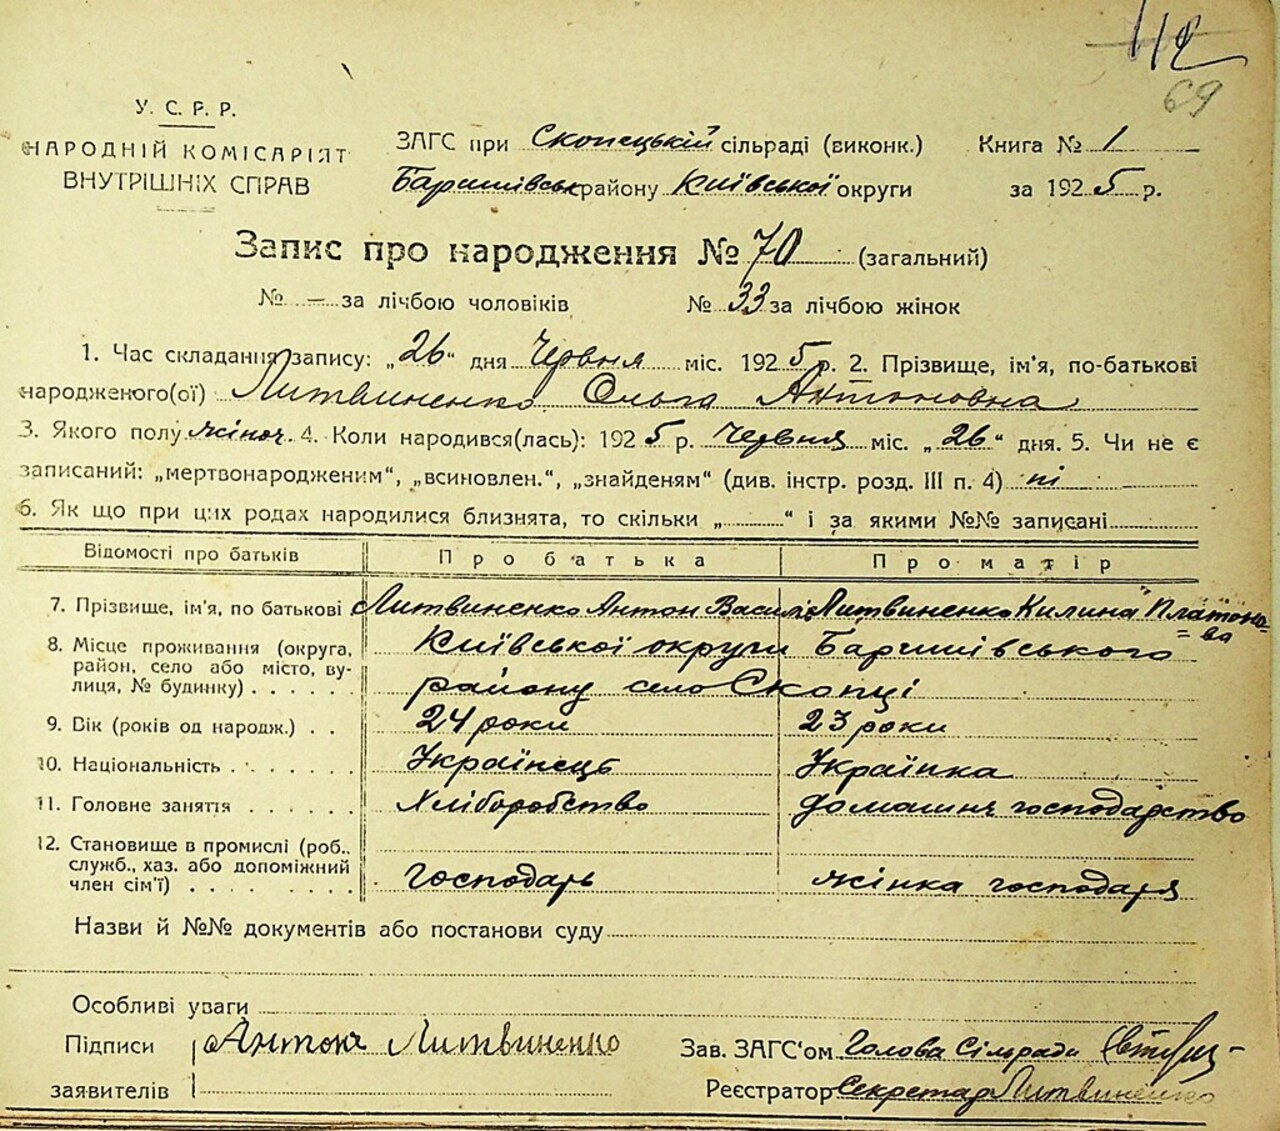 112
69
У. С. Р. Р.
НАРОДНІЙ КОМІСАРІЯТ
ВНУТРІШНІХ СПРАВ
ЗАГС при Скопецькій сільраді (виконк.) Книга № 1
Баришівськ району Київської округи за 1925 р.
Запис про народження № 70 (загальний)
№ — за лічбою чоловіків № 33 за лічбою жінок
1. Час складання запису: „26“ дня Червня міс. 1925 р. 2. Прізвище, ім'я, по-батькові
народженого(ої) Литвиненко Ольга Антоновна
3. Якого полу жіноч. 4. Коли народився(лась): 1925 р. Червня міс. „26“ дня. 5. Чи не є
записаний: „мертвонародженим“, „всиновлен.“, „знайденям“ (див. інстр. розд. III п. 4) ні
6. Як що при цих родах народилися близнята, то скільки „ “ і за якими №№ записані
Відомості про батьків Про батька Про матір
7. Прізвище, ім'я, по батькові Литвиненко Антон Василів Литвиненко Килина Платоно-
=ва
8. Місце проживання (округа, Київської округи Баришівського
район, село або місто, ву-
лиця, № будинку) . . . . . району село Скопці
9. Вік (років од народж.) . . 24 роки 23 роки
10. Національність . . . . . . . Українець Українка
11. Головне заняття . . . . . Хліборобство домашнє господарство
12. Становище в промислі (роб.,
служб., хаз. або допоміжний
член сім'ї) . . . . . . . . господарь жінка господаря
Назви й №№ документів або постанови суду
Особливі уваги
Підписи Антон Литвиненко Зав. ЗАГС'ом Голова Сільради
заявителів Реєстратор Секретар Литвиненко